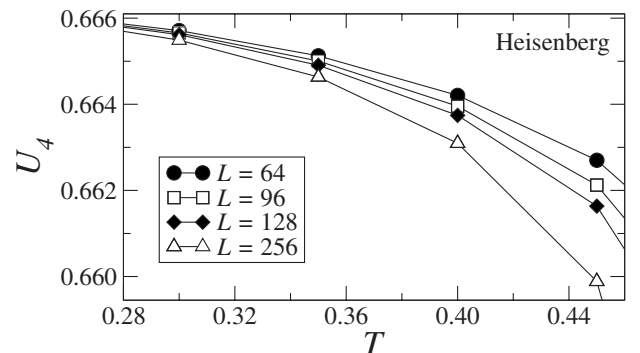 0.666
Heisenberg
0.664
U4
L = 64
0.662
L = 96
L = 128
L = 256
0.660
0.28 0.32 0.36 0.40 0.44
T